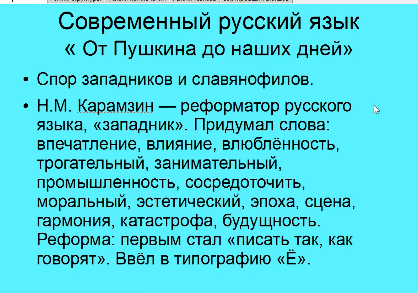 Современный русский язык
« От Пушкина до наших дней»
• Спор западников и славянофилов.
• Н.М. Карамзин — реформатор русского
языка, «западник». Придумал слова:
впечатление, влияние, влюблённость,
трогательный, занимательный,
промышленность, сосредоточить,
моральный, эстетический, эпоха, сцена,
гармония, катастрофа, будущность.
Реформа: первым стал «писать так, как
говорят». Ввёл в типографию «Ё».